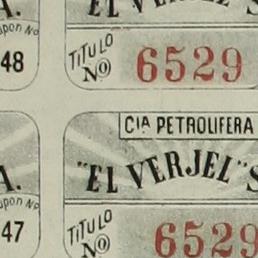 A. "EL VERJEL" S
upon Nº TITULO
48 Nº 6529
CIA PETROLIFERA
A. "EL VERJEL" S
upon Nº TITULO
47 Nº 6529